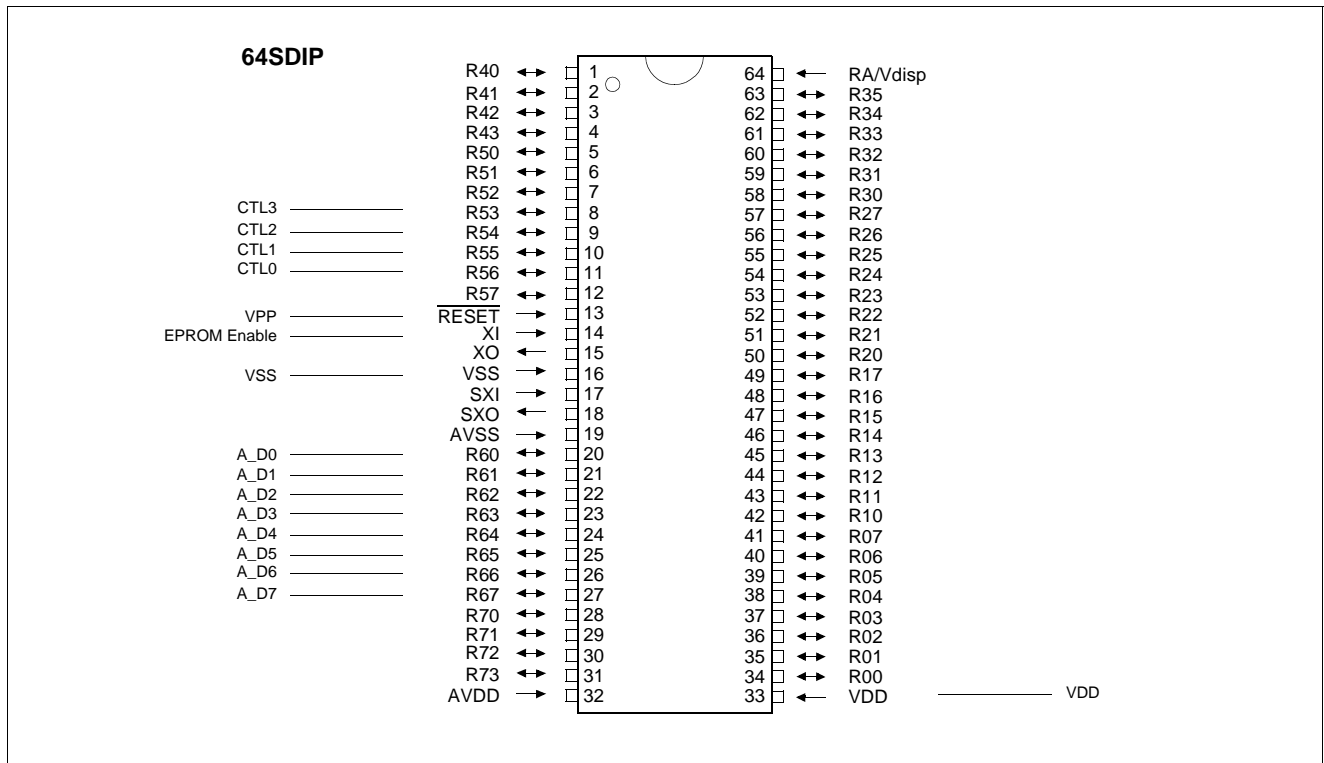 64SDIP
R40 1 64 RA/Vdisp
R41 2 63 R35
R42 3 62 R34
R43 4 61 R33
R50 5 60 R32
R51 6 59 R31
R52 7 58 R30
CTL3 R53 8 57 R27
CTL2 R54 9 56 R26
CTL1 R55 10 55 R25
CTL0 R56 11 54 R24
R57 12 53 R23
VPP RESET 13 52 R22
EPROM Enable XI 14 51 R21
XO 15 50 R20
VSS VSS 16 49 R17
SXI 17 48 R16
SXO 18 47 R15
AVSS 19 46 R14
A_D0 R60 20 45 R13
A_D1 R61 21 44 R12
A_D2 R62 22 43 R11
A_D3 R63 23 42 R10
A_D4 R64 24 41 R07
A_D5 R65 25 40 R06
A_D6 R66 26 39 R05
A_D7 R67 27 38 R04
R70 28 37 R03
R71 29 36 R02
R72 30 35 R01
R73 31 34 R00
AVDD 32 33 VDD VDD